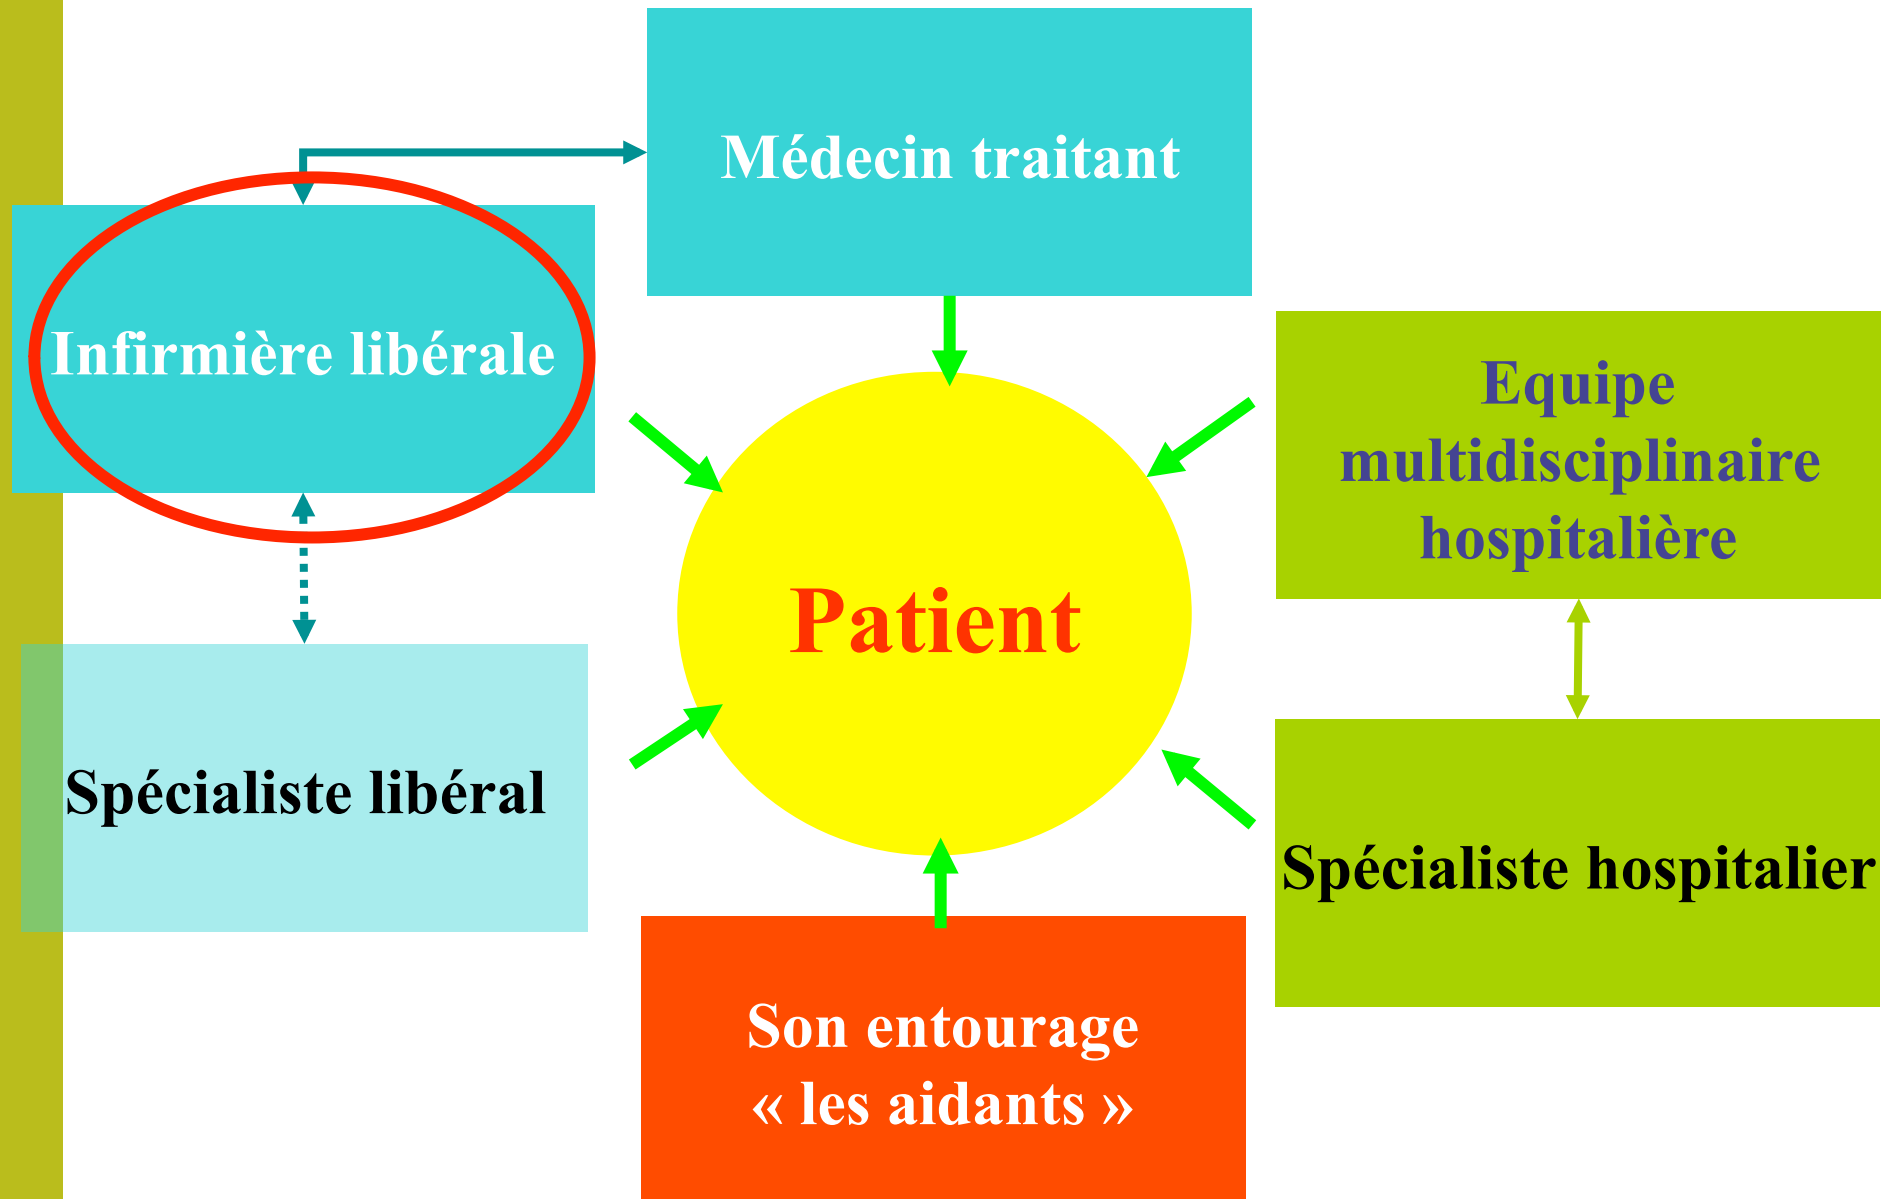 Médecin traitant
Infirmière libérale
Equipe
multidisciplinaire
hospitalière
Patient
Spécialiste libéral
Spécialiste hospitalier
Son entourage
« les aidants »